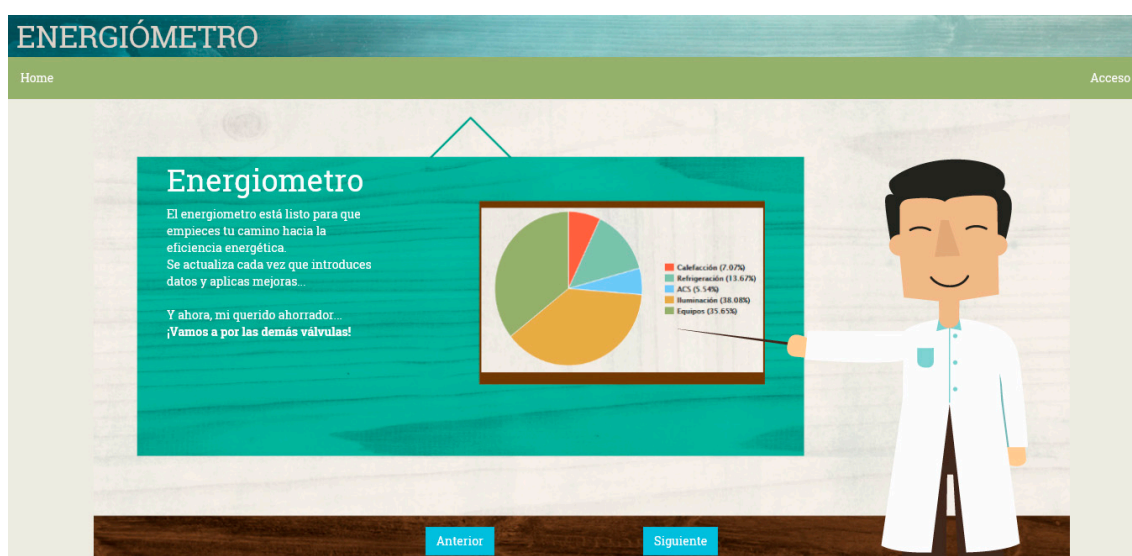 ENERGIÓMETRO
Home
Acceso
Energiometro
El energiometro está listo para que
empieces tu camino hacia la
eficiencia energética.
Se actualiza cada vez que introduces
datos y aplicas mejoras...
Y ahora, mi querido ahorrador...
¡Vamos a por las demás válvulas!
Calefacción (7.07%)
Refrigeración (13.67%)
ACS (5.54%)
Iluminación (38.08%)
Equipos (35.65%)
Anterior
Siguiente